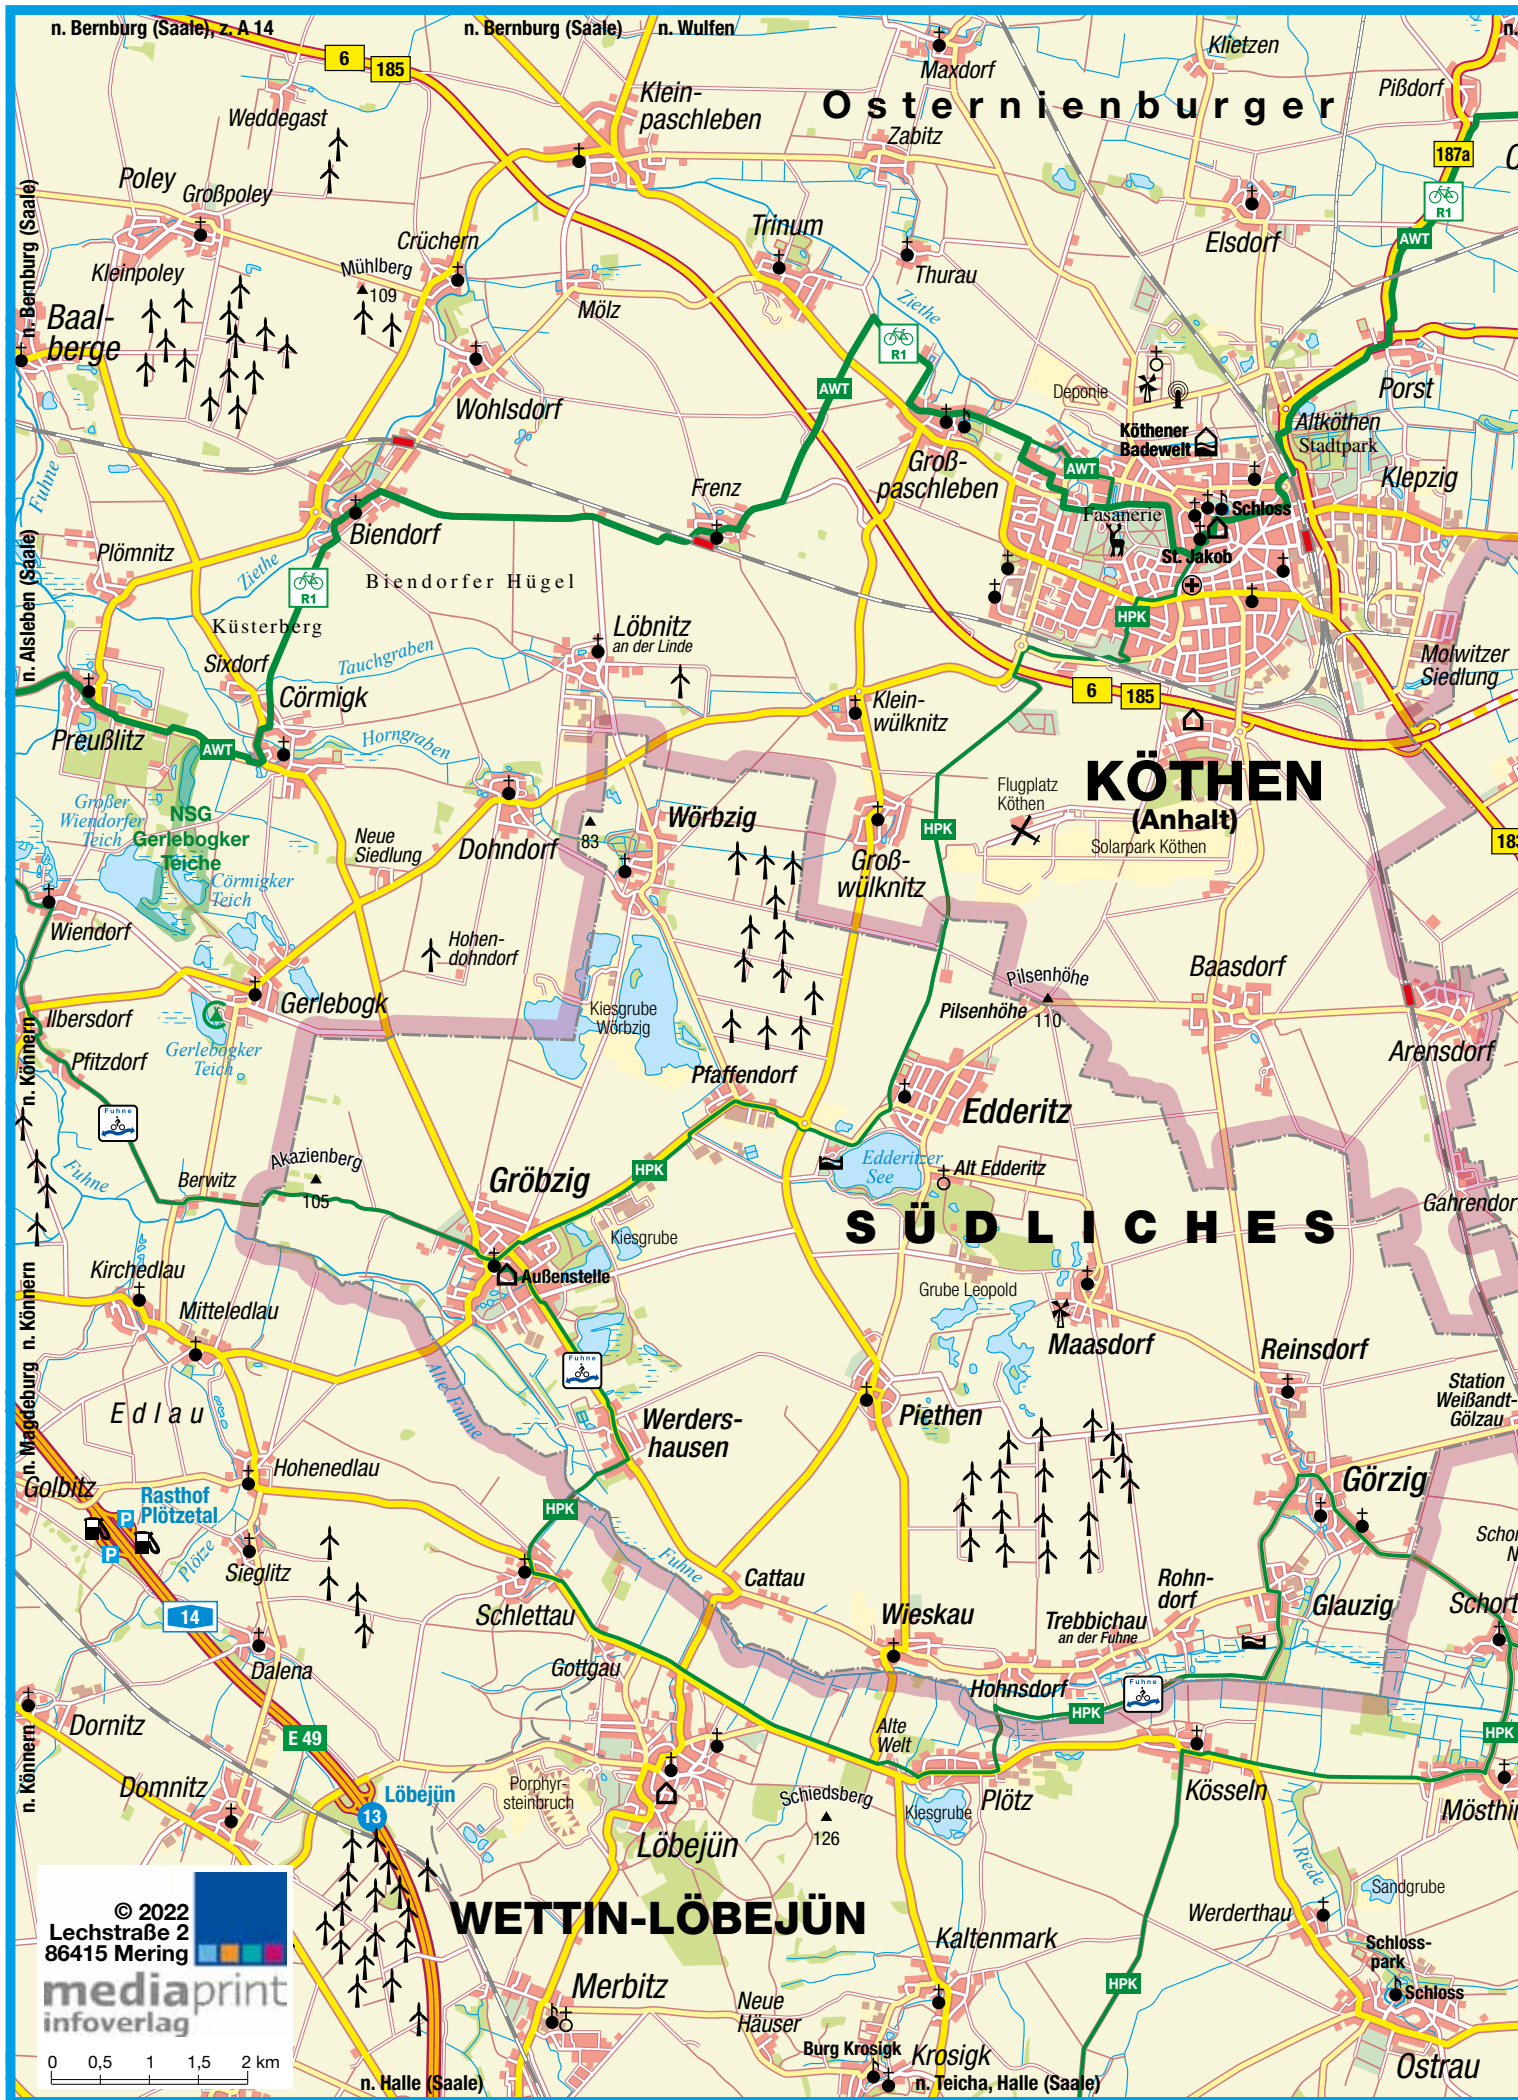 n. Bernburg (Saale), z. A 14
n. Bernburg (Saale)
n. Wulfen
6
185
Weddegast
Klein-
paschleben
Maxdorf
Klietzen
Pißdorf
Osternienburger
Zabitz
187a
R1
AWT
Poley
Großpoley
Kleinpoley
Crüchern
Mühlberg
109
Trinum
Thurau
Elsdorf
n. Bernburg (Saale)
Baal-
berge
Mölz
Ziethe
R1
AWT
Wohlsdorf
Deponie
Porst
Köthener
Badewelt
Altköthen
Stadtpark
Klepzig
Fuhne
Groß-
paschleben
AWT
Frenz
Fasanerie
Schloss
St. Jakob
Biendorf
n. Alsleben (Saale)
Plömnitz
Ziethe
R1
Biendorfer Hügel
Küsterberg
HPK
Löbnitz
an der Linde
Sixdorf
Tauchgraben
Molwitzer
Siedlung
Cörmigk
6
185
Klein-
wülknitz
Preußlitz
AWT
Horngraben
KÖTHEN
(Anhalt)
Flugplatz
Köthen
Solarpark Köthen
Großer
Wiendorfer
Teich
NSG
Gerlebogker
Teiche
Cörmigker
Teich
Neue
Siedlung
Dohndorf
83
Wörbzig
HPK
Groß-
wülknitz
Wiendorf
Hohen-
dohndorf
Baasdorf
Pilsenhöhe
Pilsenhöhe
110
Gerlebogk
Kiesgrube
Wörbzig
Ilbersdorf
Arensdorf
n. Könnern
Pfitzdorf
Gerlebogker
Teich
Pfaffendorf
Edderitz
Fuhne
Akazienberg
105
Edderitzer
See
Alt Edderitz
Fuhne
Berwitz
Gröbzig
HPK
SÜDLICHES
Kiesgrube
Außenstelle
n. Könnern
Kirchedlau
Mitteledlau
Grube Leopold
Maasdorf
Reinsdorf
n. Magdeburg
Alte Fuhne
Fuhne
Edlau
Werders-
hausen
Piethen
Station
Weißandt-
Gölzau
Hohenedlau
Golbitz
Rasthof
Plötzetal
P
P
HPK
Görzig
Plötze
Sieglitz
Fuhne
Cattau
Rohn-
dorf
14
Schlettau
Wieskau
Trebbichau
an der Fuhne
Glauzig
Dalena
Gottgau
Hohnsdorf
Fuhne
HPK
HPK
Dornitz
E 49
Alte
Welt
n. Könnern
Domnitz
Löbejün
13
Porphyr-
steinbruch
Schiedsberg
126
Kiesgrube
Plötz
Kösseln
Löbejün
Riede
Sandgrube
WETTIN-LÖBEJÜN
Werderthau
Kaltenmark
Schloss-
park
Schloss
Merbitz
Neue
Häuser
HPK
Burg Krosigk
Krosigk
Ostrau
n. Halle (Saale)
n. Teicha, Halle (Saale)
© 2022
Lechstraße 2
86415 Mering
mediaprint
infoverlag
0 0,5 1 1,5 2 km